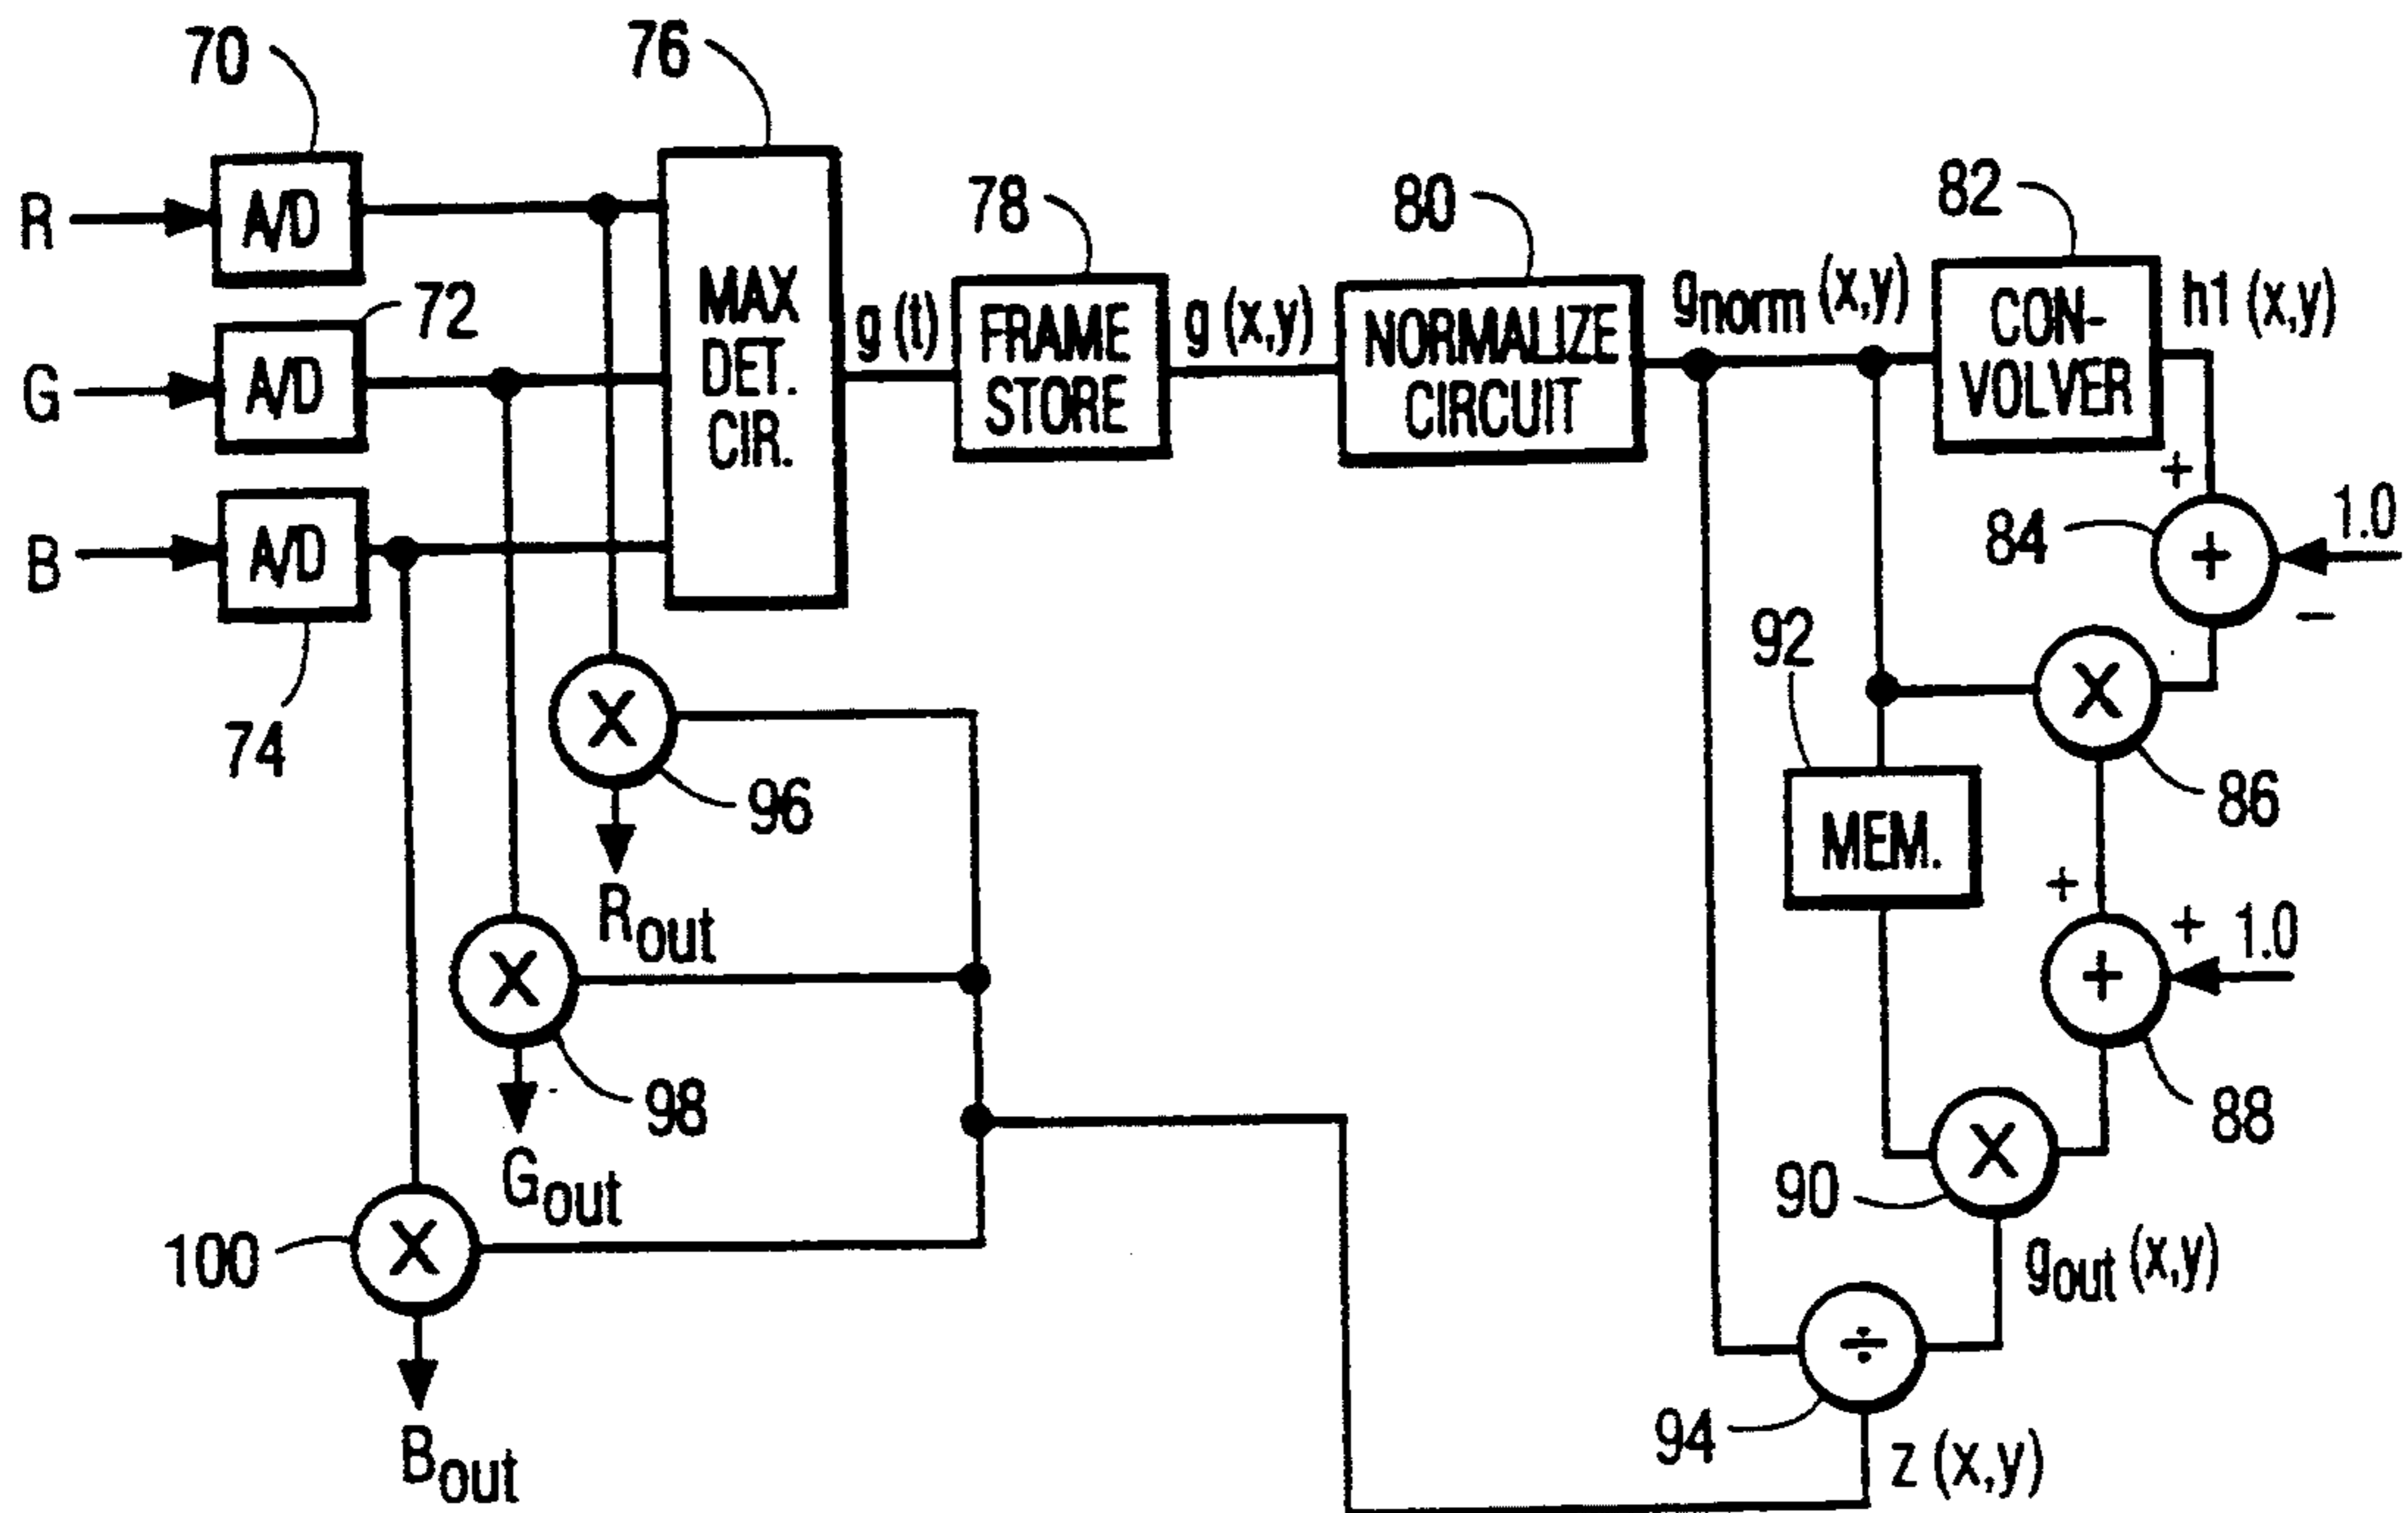 70
76
R
A/D
72
G
A/D
B
A/D
74
MAX
DET.
CIR.
g (t)
78
FRAME
STORE
g (x,y)
80
NORMALIZE
CIRCUIT
gnorm (x,y)
82
CON-
VOLVER
h1 (x,y)
+
84
+
1.0
−
92
X
86
MEM.
+
+ 1.0
+
88
X
90
gout (x,y)
÷
94
z (x,y)
X
96
Rout
X
98
Gout
100
X
Bout